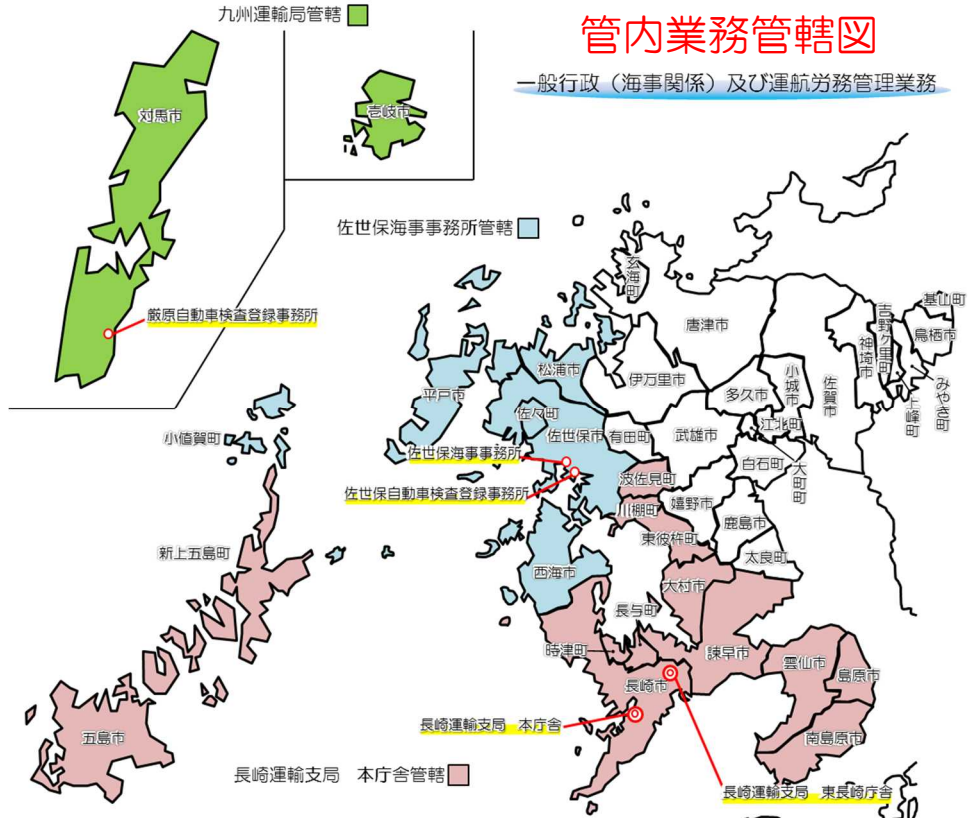 九州運輸局管轄
管内業務管轄図
一般行政（海事関係）及び運航労務管理業務
対馬市
壱岐市
佐世保海事事務所管轄
厳原自動車検査登録事務所
玄海町
唐津市
基山町
吉野ヶ里町
鳥栖市
神埼市
みやき町
上峰町
伊万里市
松浦市
平戸市
多久市
小城市
佐賀市
佐々町
佐世保市
有田町
武雄市
江北町
大町町
小値賀町
佐世保海事事務所
白石町
波佐見町
佐世保自動車検査登録事務所
川棚町
嬉野市
鹿島市
東彼杵町
太良町
新上五島町
西海市
大村市
長与町
時津町
諫早市
雲仙市
島原市
長崎市
長崎運輸支局　本庁舎
五島市
南島原市
長崎運輸支局　本庁舎管轄
長崎運輸支局　東長崎庁舎